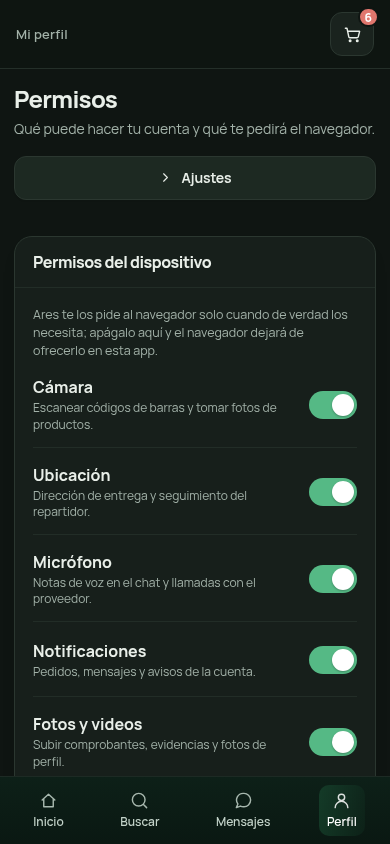 Mi perfil
6
Permisos
Qué puede hacer tu cuenta y qué te pedirá el navegador.
Ajustes
Permisos del dispositivo
Ares te los pide al navegador solo cuando de verdad los
necesita; apágalo aquí y el navegador dejará de
ofrecerlo en esta app.
Cámara
Escanear códigos de barras y tomar fotos de
productos.
Ubicación
Dirección de entrega y seguimiento del
repartidor.
Micrófono
Notas de voz en el chat y llamadas con el
proveedor.
Notificaciones
Pedidos, mensajes y avisos de la cuenta.
Fotos y videos
Subir comprobantes, evidencias y fotos de
perfil.
Inicio
Buscar
Mensajes
Perfil